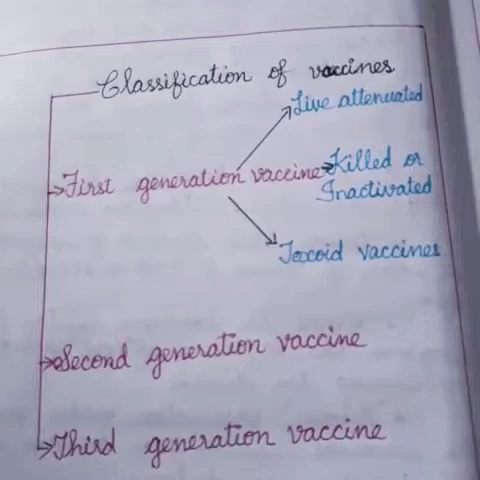 Classification of vaccines
Live attenuated
First generation vaccine
Killed or
Inactivated
Toxoid vaccines
Second generation vaccine
Third generation vaccine